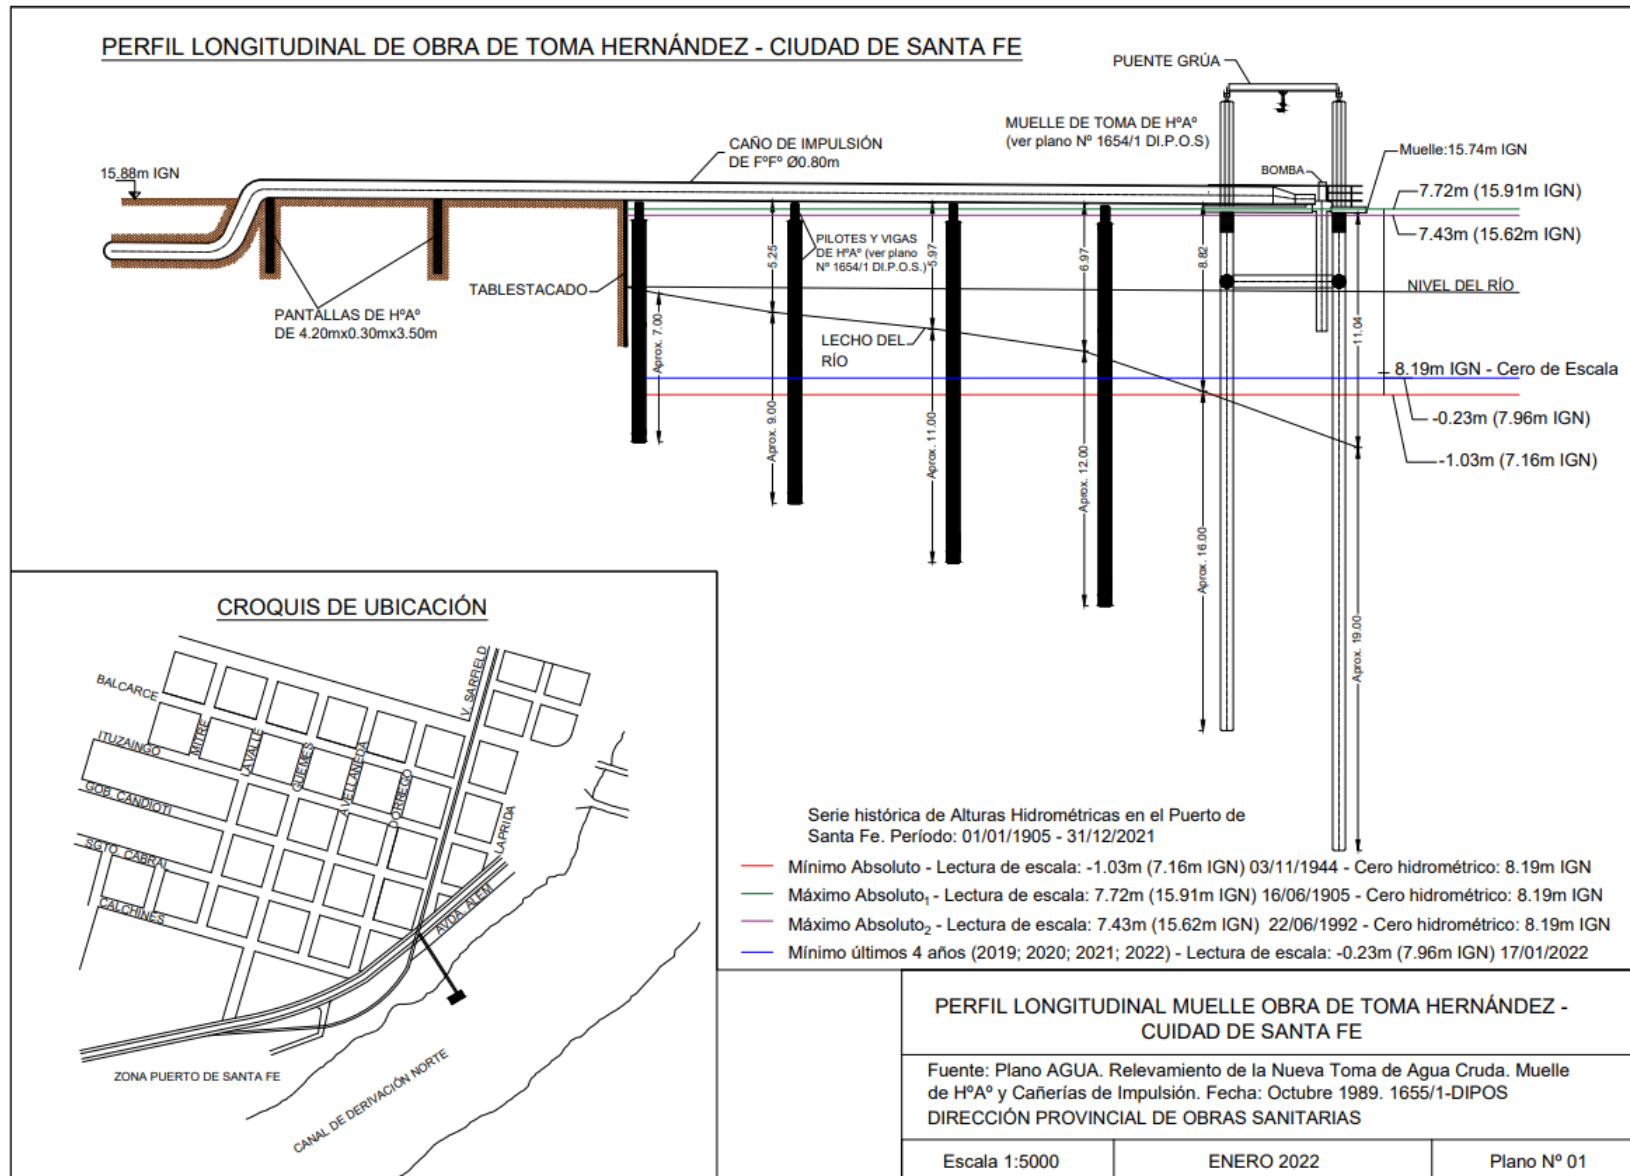 PERFIL LONGITUDINAL DE OBRA DE TOMA HERNÁNDEZ - CIUDAD DE SANTA FE
PUENTE GRÚA
MUELLE DE TOMA DE HºAº
(ver plano Nº 1654/1 DI.P.O.S)
CAÑO DE IMPULSIÓN
DE FºFº Ø0.80m
Muelle:15.74m IGN
BOMBA
15.88m IGN
7.72m (15.91m IGN)
7.43m (15.62m IGN)
PILOTES Y VIGAS
DE HºAº (ver plano
Nº 1654/1 DI.P.O.S.)
5.25
5.97
6.97
8.82
11.04
TABLESTACADO
NIVEL DEL RÍO
PANTALLAS DE HºAº
DE 4.20mx0.30mx3.50m
LECHO DEL
RÍO
Aprox. 7.00
Aprox. 9.00
Aprox. 11.00
Aprox. 12.00
Aprox. 16.00
Aprox. 19.00
8.19m IGN - Cero de Escala
-0.23m (7.96m IGN)
-1.03m (7.16m IGN)
CROQUIS DE UBICACIÓN
BALCARCE
ITUZAINGO
GOB. CANDIOTI
SGTO. CABRAL
CALCHINES
MITRE
LAVALLE
GUEMES
AVELLANEDA
DORREGO
V. SARFIELD
LAPRIDA
AVDA. ALEM
ZONA PUERTO DE SANTA FE
CANAL DE DERIVACIÓN NORTE
Serie histórica de Alturas Hidrométricas en el Puerto de
Santa Fe. Período: 01/01/1905 - 31/12/2021
Mínimo Absoluto - Lectura de escala: -1.03m (7.16m IGN) 03/11/1944 - Cero hidrométrico: 8.19m IGN
Máximo Absoluto₁ - Lectura de escala: 7.72m (15.91m IGN) 16/06/1905 - Cero hidrométrico: 8.19m IGN
Máximo Absoluto₂ - Lectura de escala: 7.43m (15.62m IGN) 22/06/1992 - Cero hidrométrico: 8.19m IGN
Mínimo últimos 4 años (2019; 2020; 2021; 2022) - Lectura de escala: -0.23m (7.96m IGN) 17/01/2022
PERFIL LONGITUDINAL MUELLE OBRA DE TOMA HERNÁNDEZ -
CUIDAD DE SANTA FE
Fuente: Plano AGUA. Relevamiento de la Nueva Toma de Agua Cruda. Muelle
de HºAº y Cañerías de Impulsión. Fecha: Octubre 1989. 1655/1-DIPOS
DIRECCIÓN PROVINCIAL DE OBRAS SANITARIAS
Escala 1:5000
ENERO 2022
Plano Nº 01